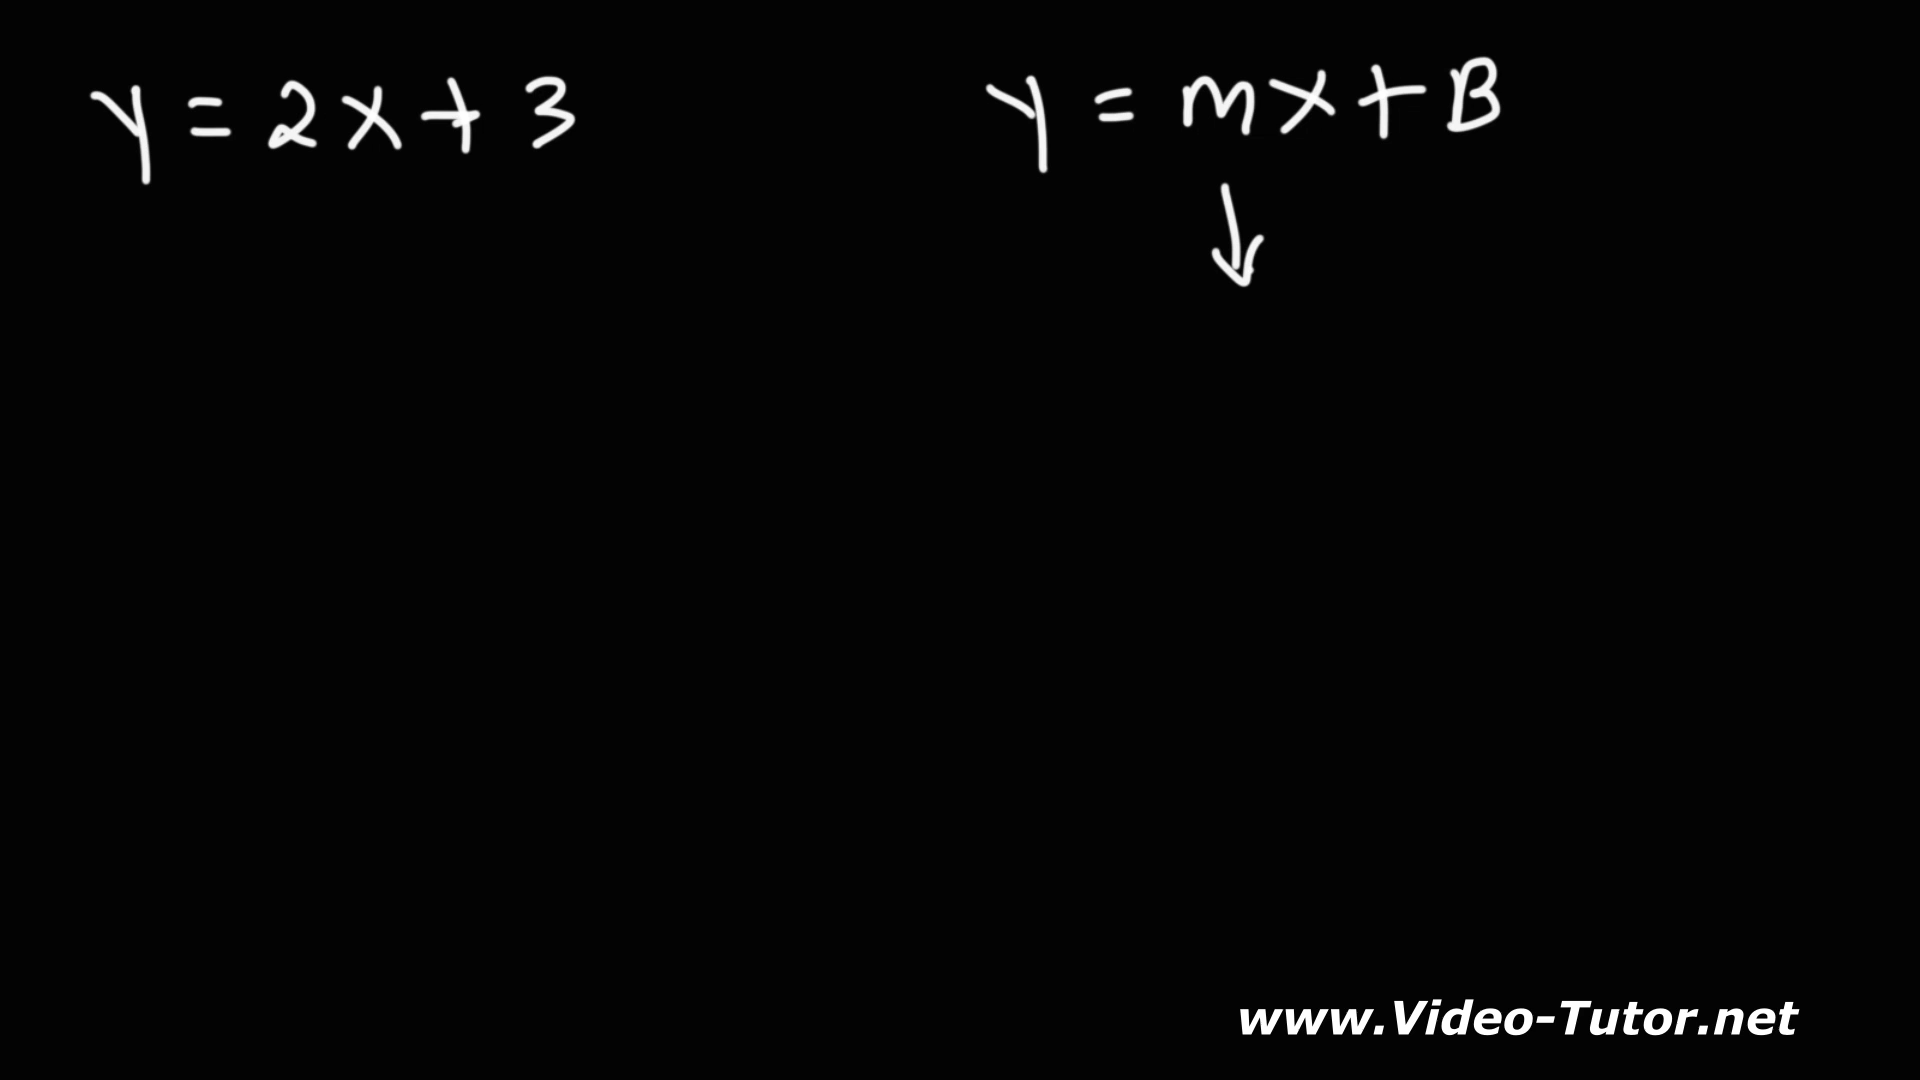 y = 2x + 3
y = mx + B
www.Video-Tutor.net